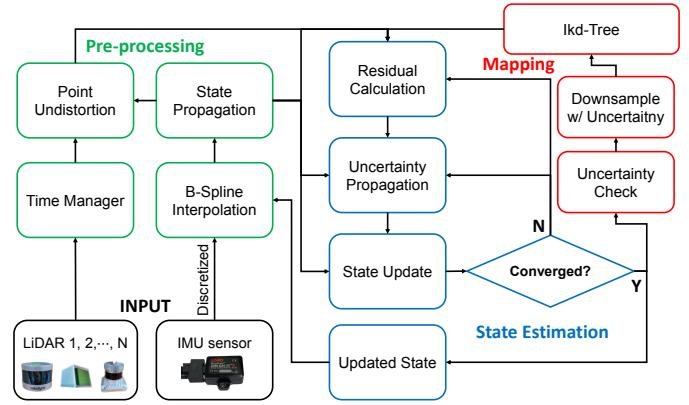 Pre-processing
Point
Undistortion
State
Propagation
Time Manager
B-Spline
Interpolation
Discretized
INPUT
LiDAR 1, 2,⋯, N
IMU sensor
Residual
Calculation
Uncertainty
Propagation
State Update
Converged?
N
Y
State Estimation
Updated State
Mapping
Ikd-Tree
Downsample
w/ Uncertaitny
Uncertainty
Check